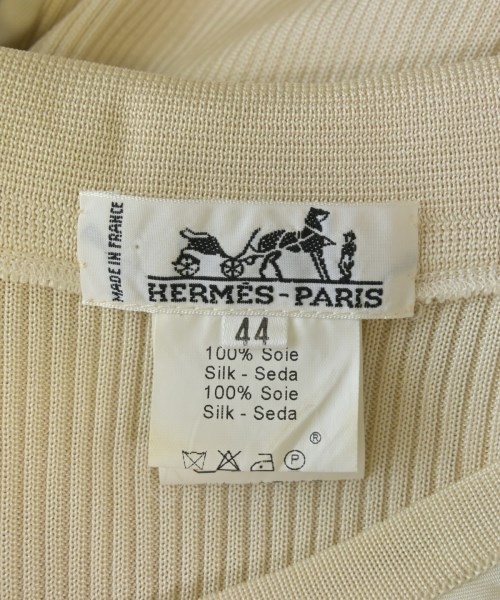 MADE IN FRANCE
HERMÈS-PARIS
44
100% Soie
Silk - Seda
100% Soie
Silk - Seda
®
P